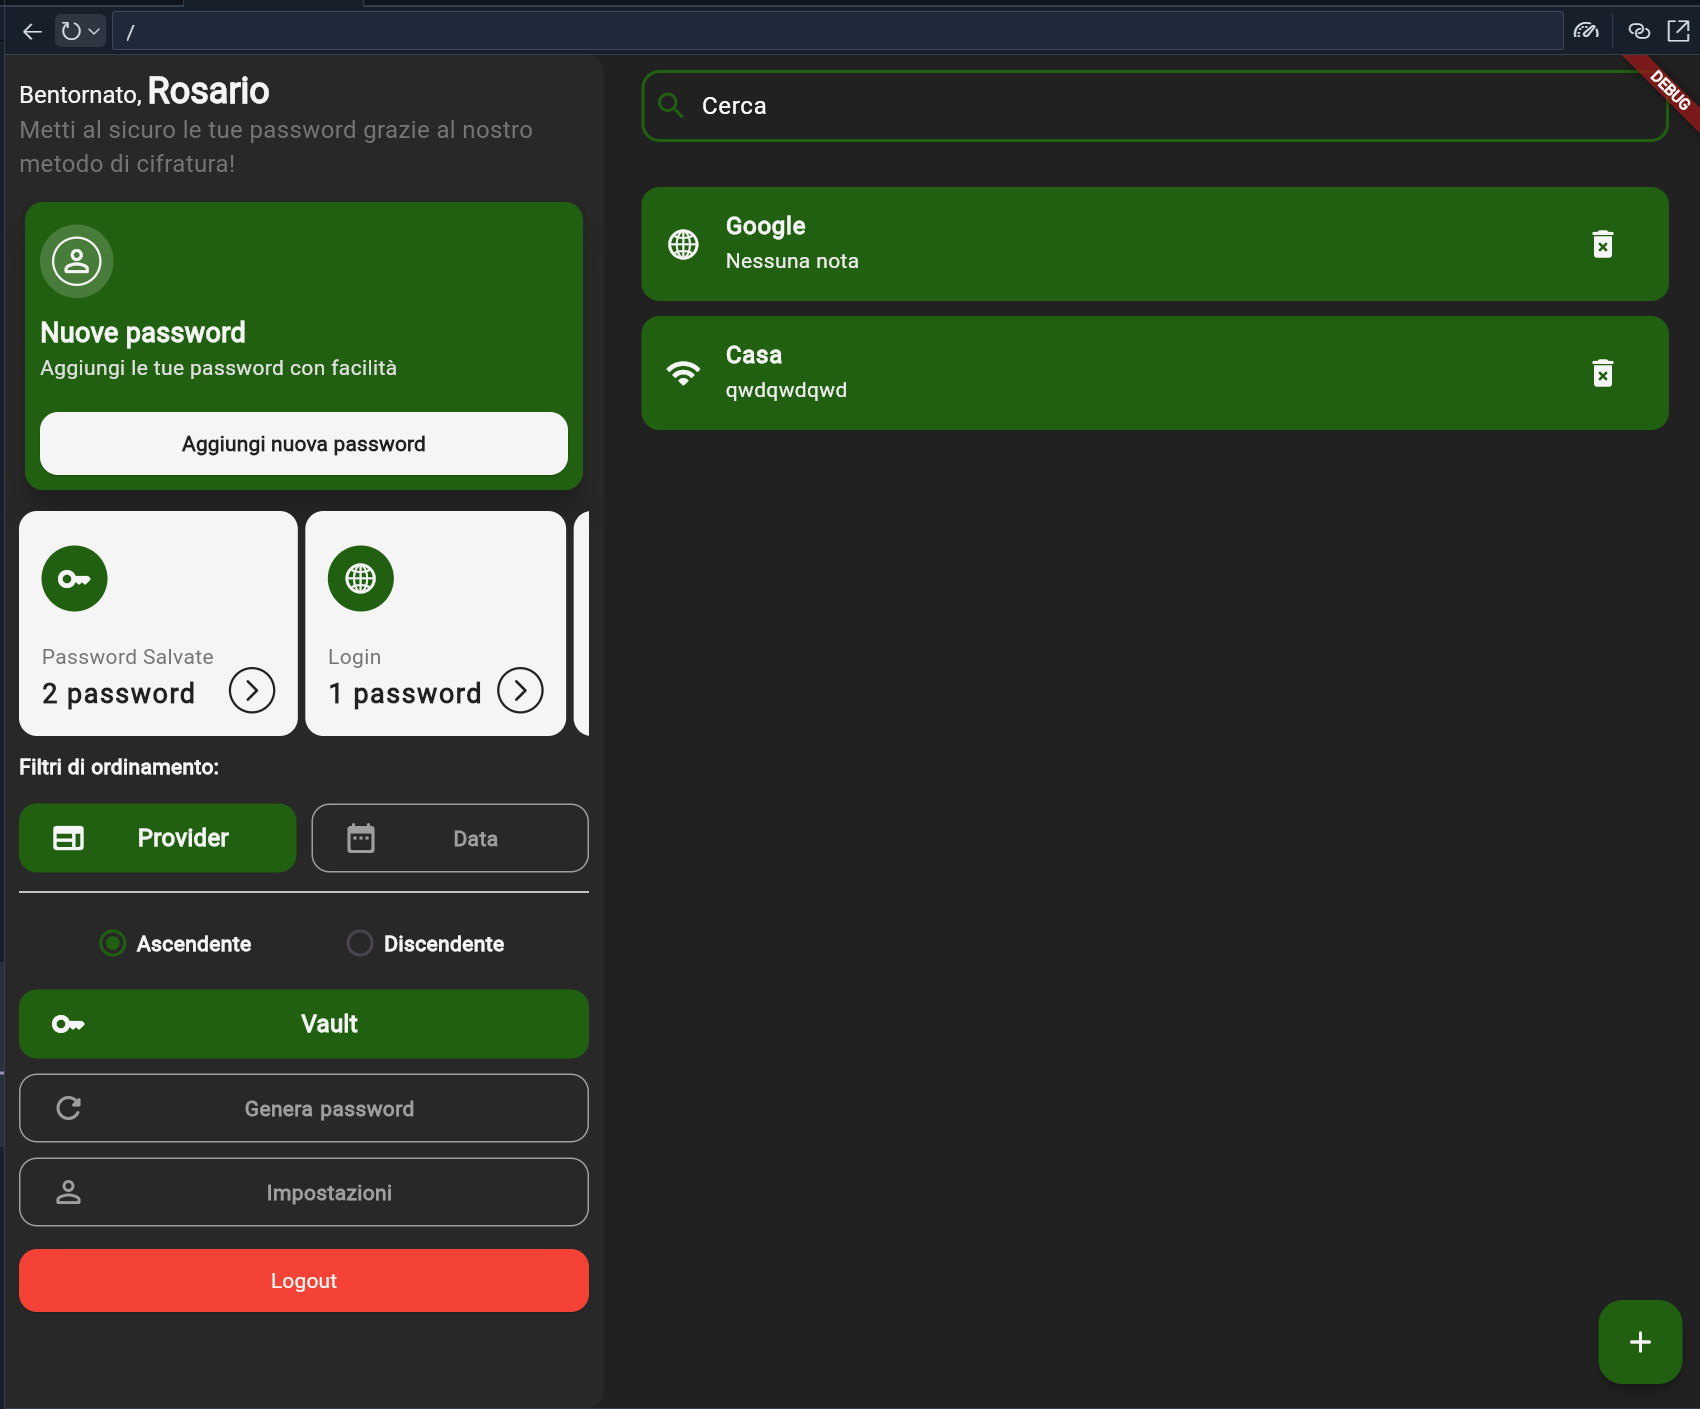 /
DEBUG
Bentornato, Rosario
Metti al sicuro le tue password grazie al nostro
metodo di cifratura!
Nuove password
Aggiungi le tue password con facilità
Aggiungi nuova password
Password Salvate
2 password
Login
1 password
Filtri di ordinamento:
Provider
Data
Ascendente
Discendente
Vault
Genera password
Impostazioni
Logout
Cerca
Google
Nessuna nota
Casa
qwdqwdqwd